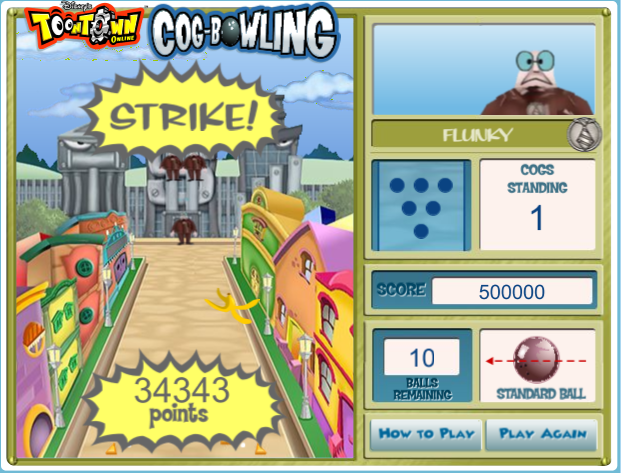 Disney's
TOONTOWN
ONLINE
COG-BOWLING
STRIKE!
34343
points
FLUNKY
COGS
STANDING
1
SCORE 500000
10
BALLS
REMAINING
STANDARD BALL
HOW TO PLAY
PLAY AGAIN